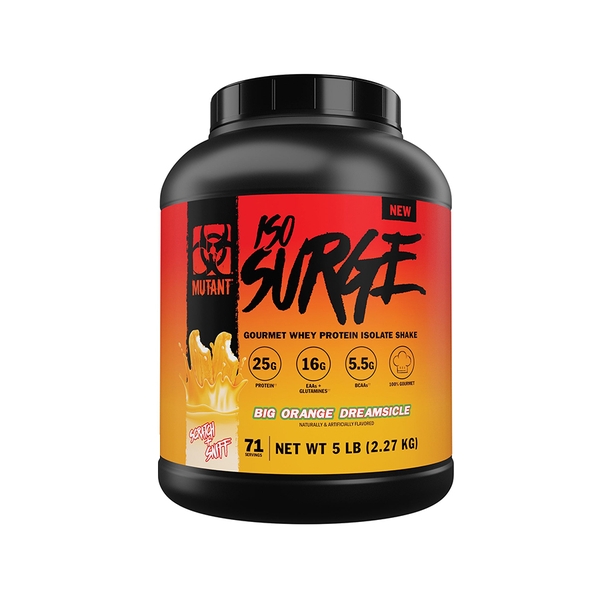 NEW
ISO
SURGE
MUTANT
GOURMET WHEY PROTEIN ISOLATE SHAKE
25G
PROTEIN
16G
EAAs +
GLUTAMINES
5.5G
BCAAs
100% GOURMET
BIG ORANGE DREAMSICLE
NATURALLY & ARTIFICIALLY FLAVORED
SCRATCH
SNIFF
71
SERVINGS
NET WT 5 LB (2.27 KG)